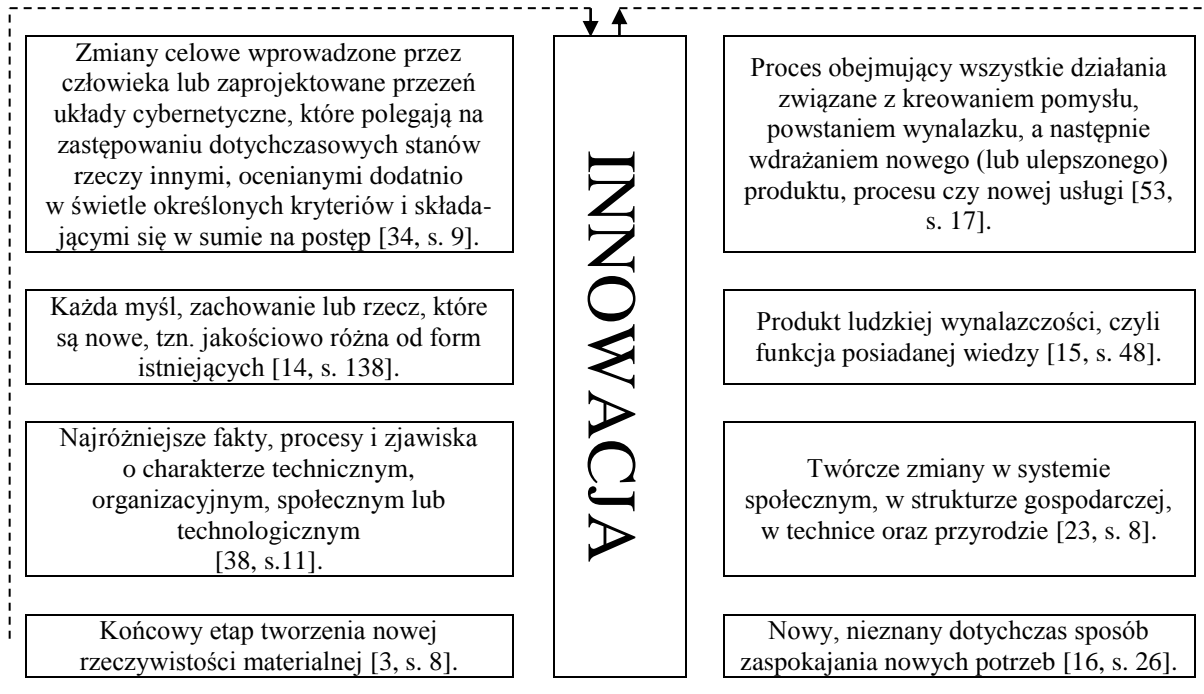 Zmiany celowe wprowadzone przez
człowieka lub zaprojektowane przezeń
układy cybernetyczne, które polegają na
zastępowaniu dotychczasowych stanów
rzeczy innymi, ocenianymi dodatnio
w świetle określonych kryteriów i składa-
jącymi się w sumie na postęp [34, s. 9].
Każda myśl, zachowanie lub rzecz, które
są nowe, tzn. jakościowo różna od form
istniejących [14, s. 138].
Najróżniejsze fakty, procesy i zjawiska
o charakterze technicznym,
organizacyjnym, społecznym lub
technologicznym
[38, s.11].
Końcowy etap tworzenia nowej
rzeczywistości materialnej [3, s. 8].
INNOWACJA
Proces obejmujący wszystkie działania
związane z kreowaniem pomysłu,
powstaniem wynalazku, a następnie
wdrażaniem nowego (lub ulepszonego)
produktu, procesu czy nowej usługi [53,
s. 17].
Produkt ludzkiej wynalazczości, czyli
funkcja posiadanej wiedzy [15, s. 48].
Twórcze zmiany w systemie
społecznym, w strukturze gospodarczej,
w technice oraz przyrodzie [23, s. 8].
Nowy, nieznany dotychczas sposób
zaspokajania nowych potrzeb [16, s. 26].